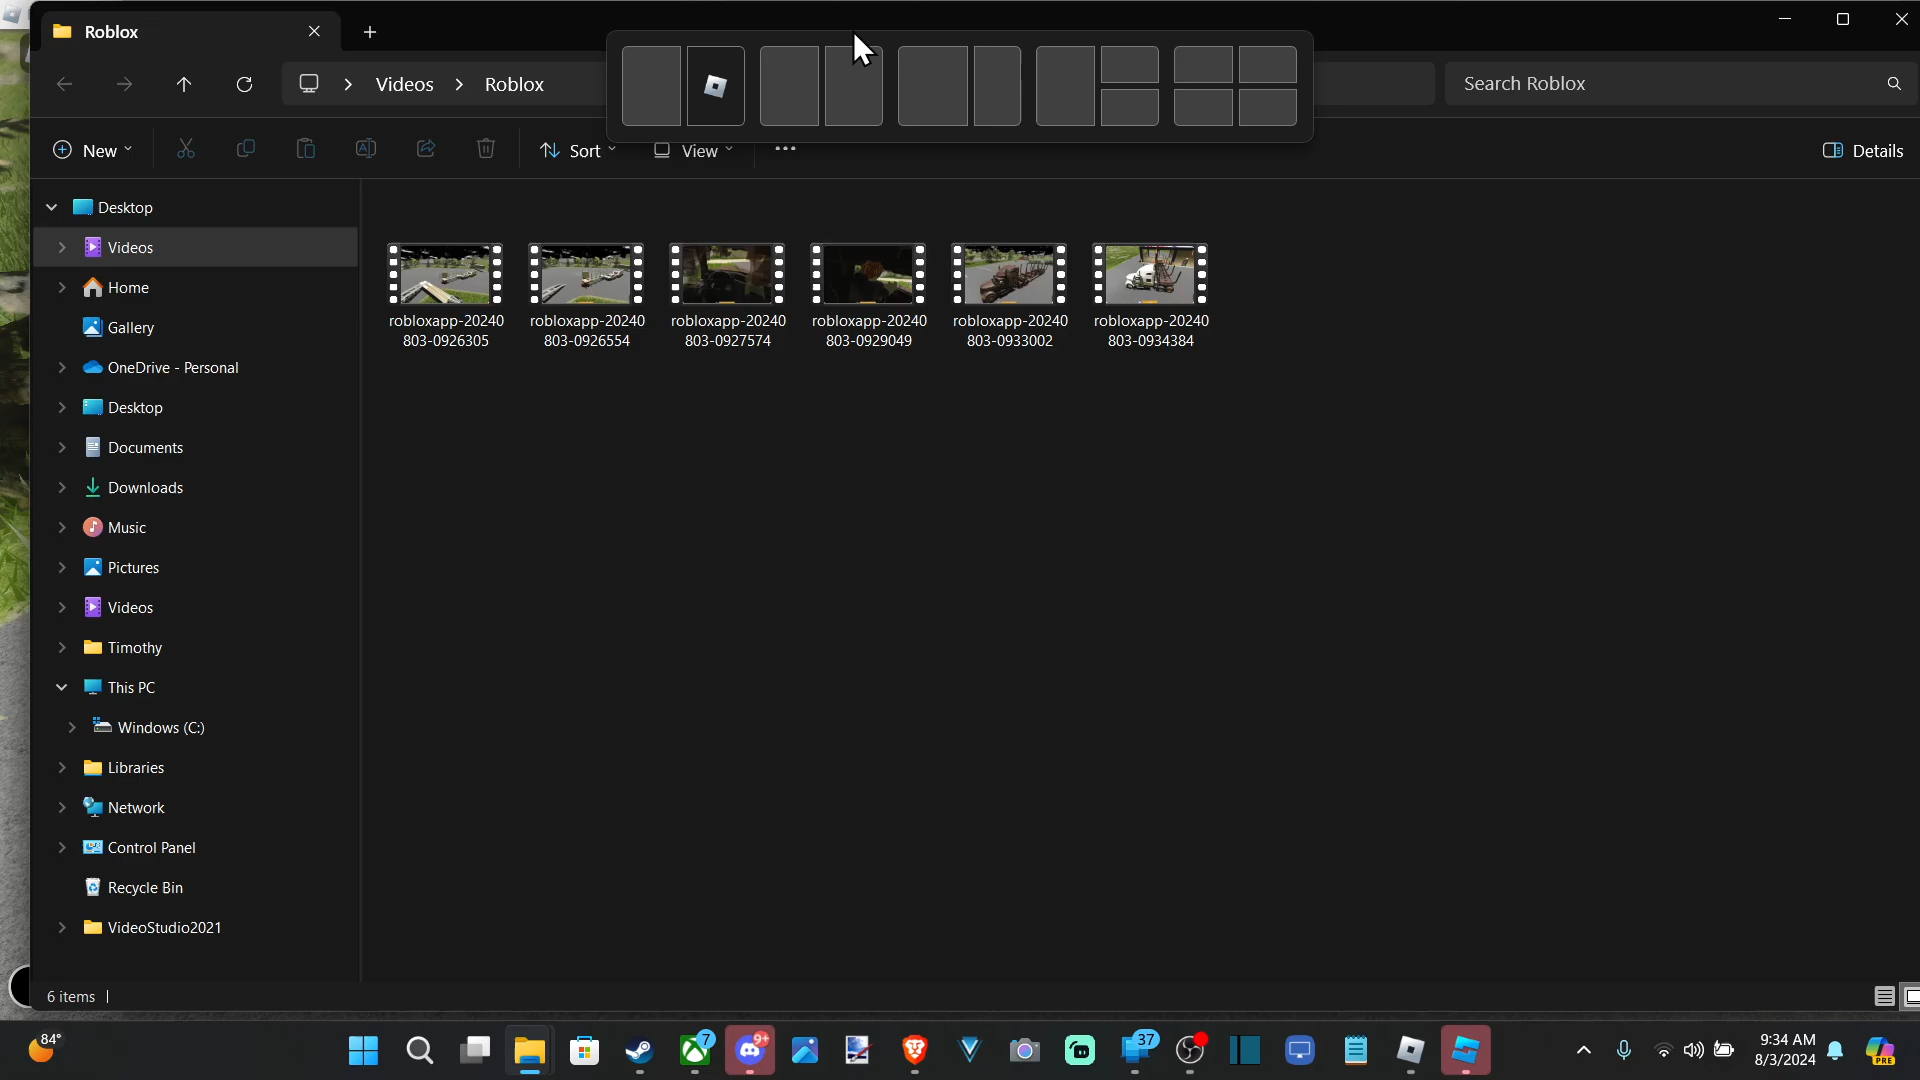 Roblox
Videos
Roblox
Search Roblox
New
Sort
View
Details
Desktop
Videos
Home
Gallery
OneDrive - Personal
Desktop
Documents
Downloads
Music
Pictures
Videos
Timothy
This PC
Windows (C:)
Libraries
Network
Control Panel
Recycle Bin
VideoStudio2021
robloxapp-20240
803-0926305
robloxapp-20240
803-0926554
robloxapp-20240
803-0927574
robloxapp-20240
803-0929049
robloxapp-20240
803-0933002
robloxapp-20240
803-0934384
6 items
84°
7
9+
37
9:34 AM
8/3/2024
PRE